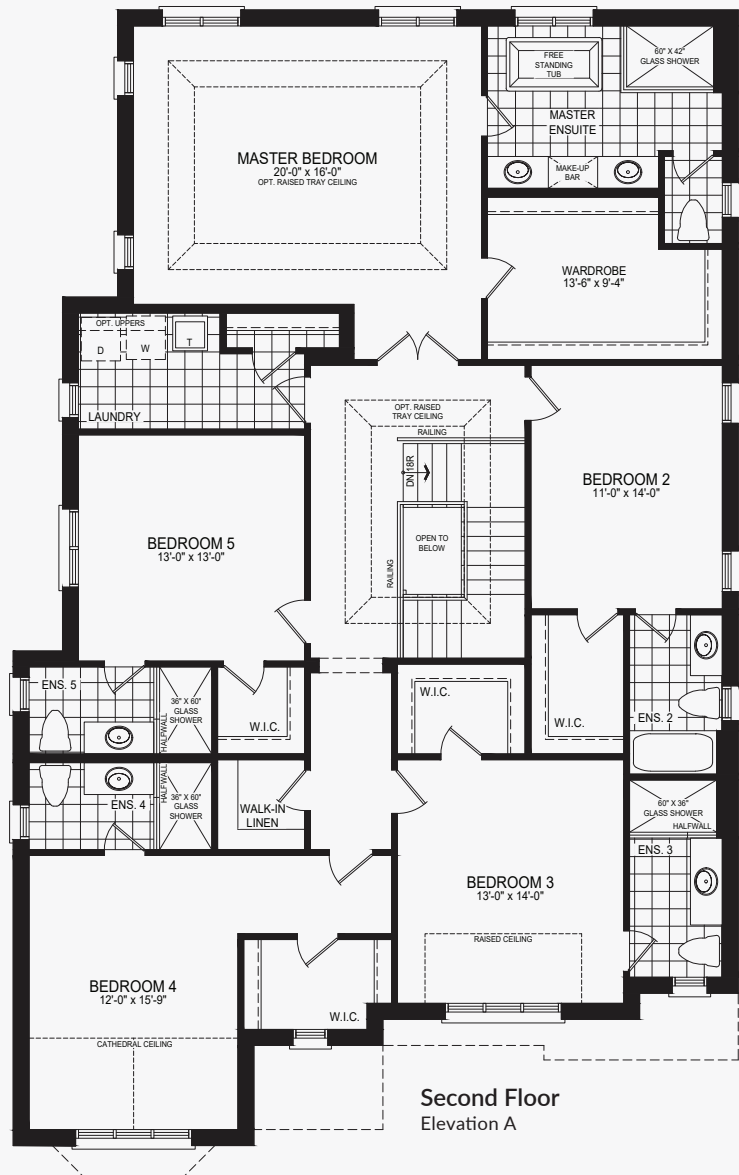 FREE
STANDING
TUB
60" X 42"
GLASS SHOWER
MASTER
ENSUITE
MAKE-UP
BAR
MASTER BEDROOM
20'-0" x 16'-0"
OPT. RAISED TRAY CEILING
WARDROBE
13'-6" x 9'-4"
OPT. UPPERS
D
W
T
LAUNDRY
OPT. RAISED
TRAY CEILING
RAILING
DN 18R
OPEN TO
BELOW
RAILING
BEDROOM 2
11'-0" x 14'-0"
BEDROOM 5
13'-0" x 13'-0"
ENS. 5
HALFWALL
36" X 60"
GLASS
SHOWER
W.I.C.
W.I.C.
W.I.C.
ENS. 2
ENS. 4
HALFWALL
36" X 60"
GLASS
SHOWER
WALK-IN
LINEN
60" X 36"
GLASS SHOWER
HALFWALL
ENS. 3
BEDROOM 3
13'-0" x 14'-0"
RAISED CEILING
BEDROOM 4
12'-0" x 15'-9"
CATHEDRAL CEILING
W.I.C.
Second Floor
Elevation A